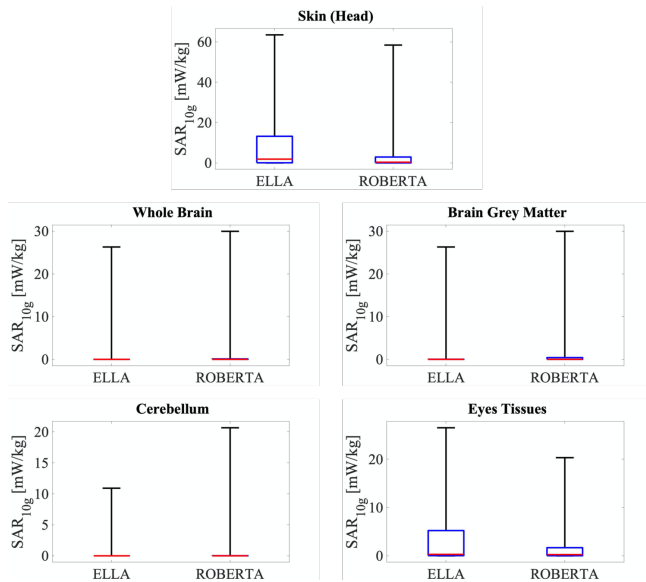 Skin (Head)
SAR10g [mW/kg]
60
40
20
0
ELLA ROBERTA
Whole Brain
SAR10g [mW/kg]
30
20
10
0
ELLA ROBERTA
Brain Grey Matter
SAR10g [mW/kg]
30
20
10
0
ELLA ROBERTA
Cerebellum
SAR10g [mW/kg]
20
15
10
5
0
ELLA ROBERTA
Eyes Tissues
SAR10g [mW/kg]
20
10
0
ELLA ROBERTA